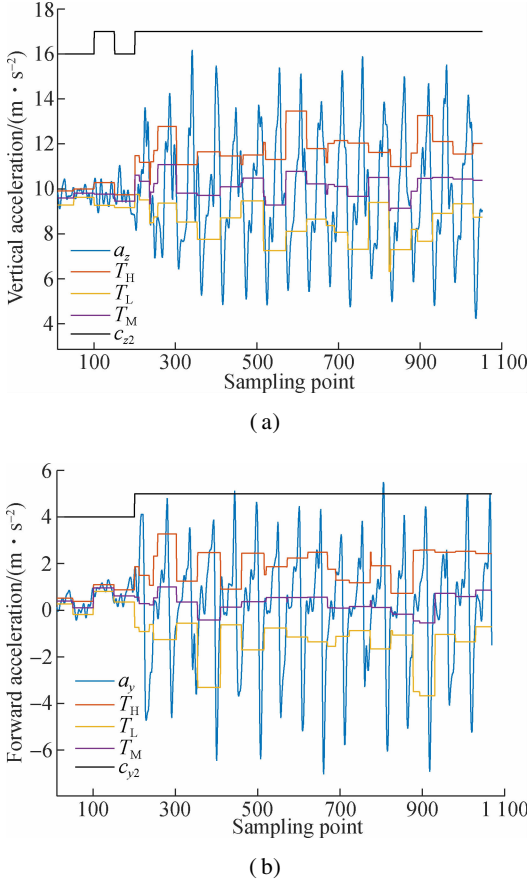 18
16
14
12
10
8
6
4
Vertical acceleration/(m · s⁻²)
a_z
T_H
T_L
T_M
c_z2
100 300 500 700 900 1 100
Sampling point
(a)
6
4
2
0
−2
−4
−6
Forward acceleration/(m · s⁻²)
a_y
T_H
T_L
T_M
c_y2
100 300 500 700 900 1 100
Sampling point
(b)